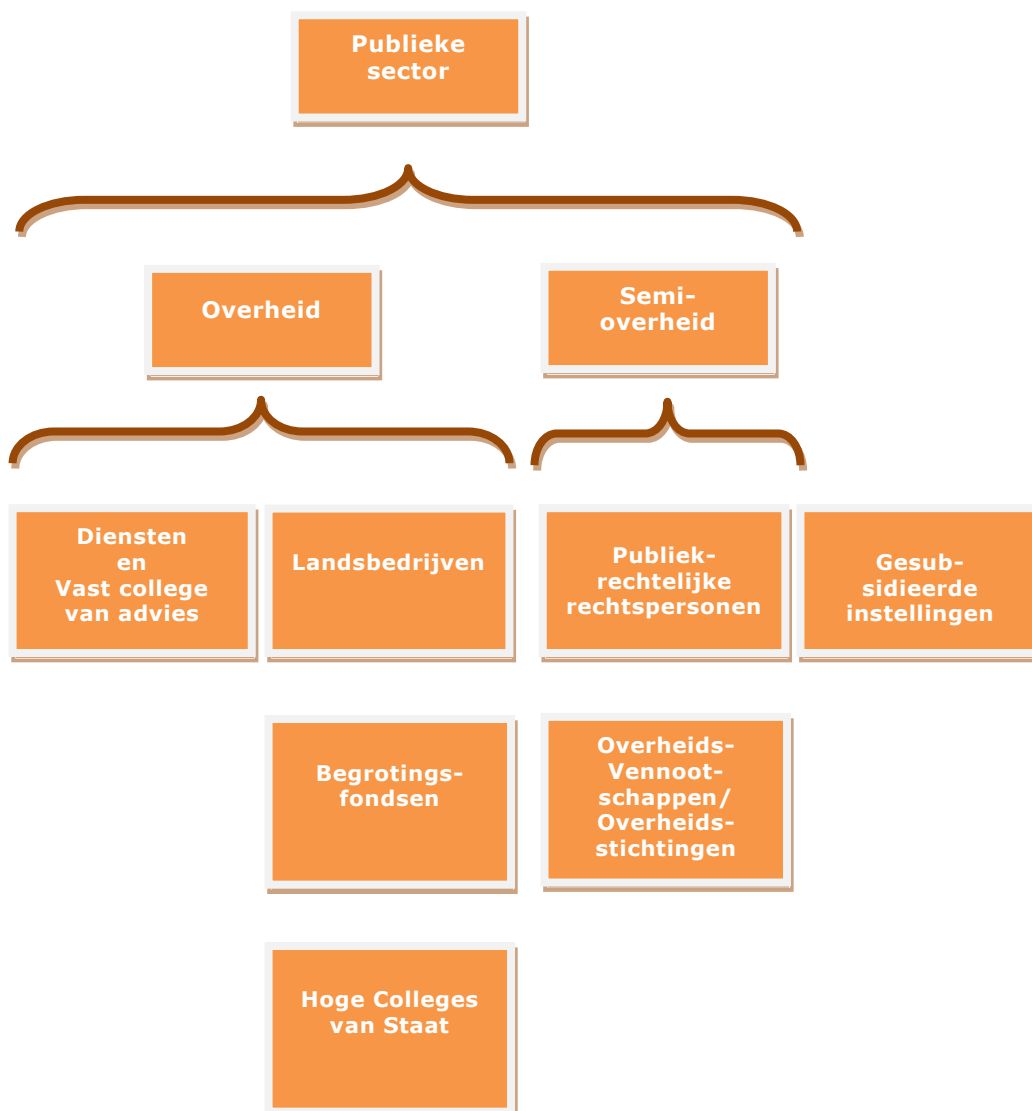 Publieke
sector
Overheid
Semi-
overheid
Diensten
en
Vast college
van advies
Landsbedrijven
Publiek-
rechtelijke
rechtspersonen
Gesub-
sidieerde
instellingen
Begrotings-
fondsen
Overheids-
Vennoot-
schappen/
Overheids-
stichtingen
Hoge Colleges
van Staat